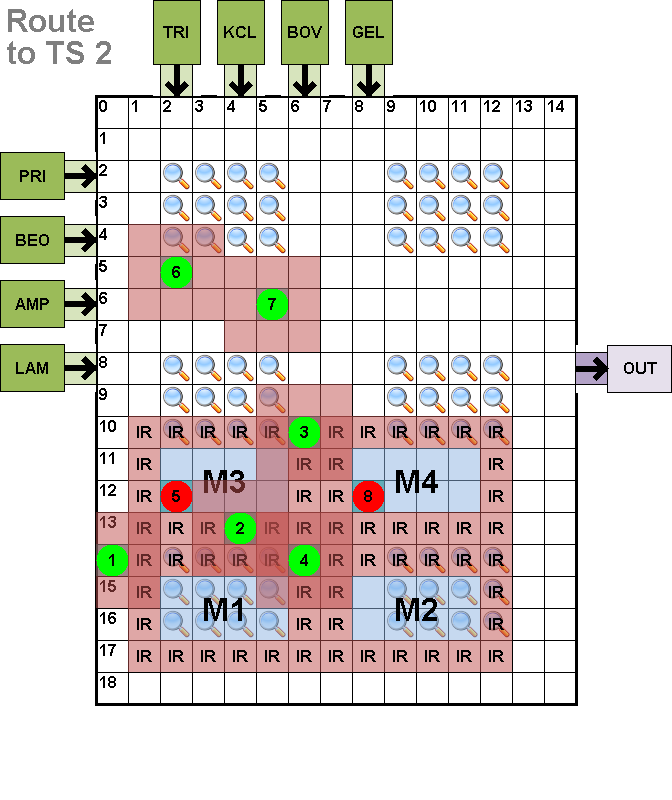 Route
to TS 2
TRI KCL BOV GEL
0 1 2 3 4 5 6 7 8 9 10 11 12 13 14
1
PRI 2
3
BEO 4
5 6
AMP 6 7
7
LAM 8 OUT
9
10 IR IR IR IR IR 3 IR IR IR IR IR IR
11 IR M3 IR IR M4 IR
12 IR 5 IR IR 8 IR
13 IR IR IR 2 IR IR IR IR IR IR IR IR
1 IR IR IR IR IR 4 IR IR IR IR IR IR
15 IR M1 IR IR M2 IR
16 IR IR IR IR
17 IR IR IR IR IR IR IR IR IR IR IR IR
18